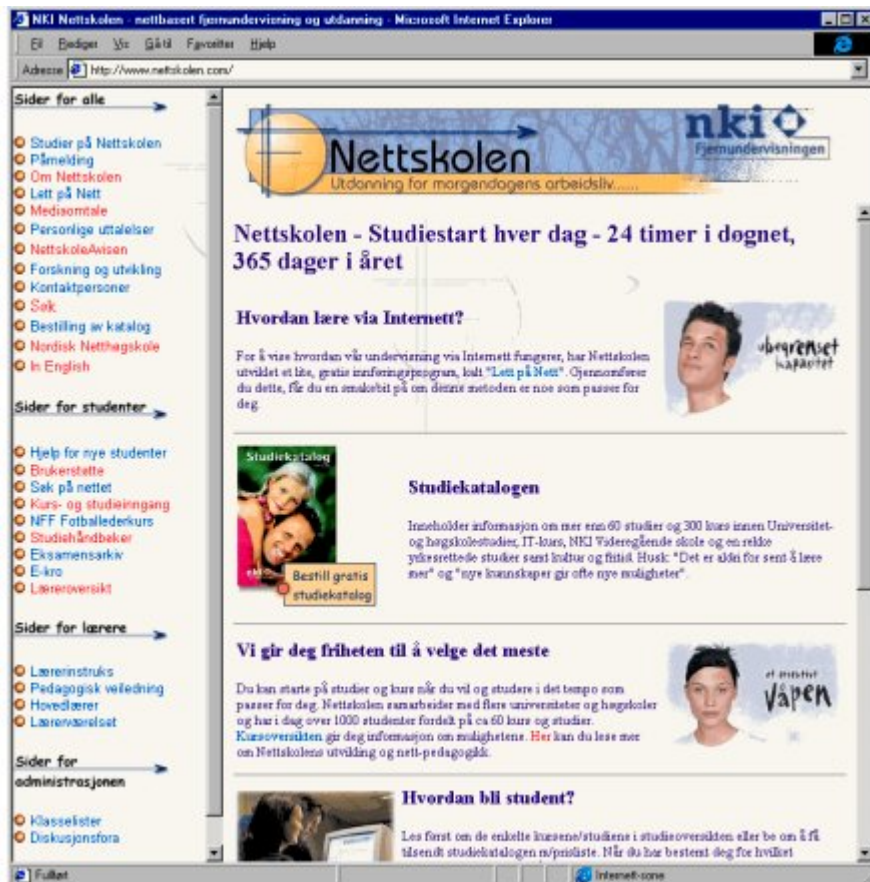 NKI Nettskolen - nettbasert fjernundervisning og utdanning - Microsoft Internet Explorer
Fil Rediger Vis Gå til Favoritter Hjelp
Adresse http://www.nettskolen.com/
Sider for alle
Studier på Nettskolen
Påmelding
Om Nettskolen
Lett på Nett
Mediaomtale
Personlige uttalelser
NettskoleAvisen
Forskning og utvikling
Kontaktpersoner
Søk
Bestilling av katalog
Nordisk Netthøgskole
In English
Sider for studenter
Hjelp for nye studenter
Brukerstøtte
Søk på nettet
Kurs- og studieinngang
NFF Fotballederkurs
Studiehåndbøker
Eksamensarkiv
E-kro
Læreroversikt
Sider for lærere
Lærerinstruks
Pedagogisk veiledning
Hovedlærer
Lærerværelset
Sider for
administrasjonen
Klasselister
Diskusjonsfora
nki
Fjernundervisningen
Nettskolen
Utdanning for morgendagens arbeidsliv......
Nettskolen - Studiestart hver dag - 24 timer i døgnet,
365 dager i året
Hvordan lære via Internett?
For å vise hvordan vår undervisning via Internett fungerer, har Nettskolen
utviklet et lite, gratis innføringsprogram, kalt "Lett på Nett". Gjennomfører
du dette, får du en smakebit på om denne metoden er noe som passer for
deg.
ubegrenset
kapasitet
Studiekatalog
nki
Bestill gratis
studiekatalog
Studiekatalogen
Inneholder informasjon om mer enn 60 studier og 300 kurs innen Universitet-
og høgskolestudier, IT-kurs, NKI Videregående skole og en rekke
yrkesrettede studier samt kultur og fritid. Husk: "Det er aldri for sent å lære
mer" og "nye kunnskaper gir ofte nye muligheter".
Vi gir deg friheten til å velge det meste
Du kan starte på studier og kurs når du vil og studere i det tempo som
passer for deg. Nettskolen samarbeider med flere universiteter og høgskoler
og har i dag over 1000 studenter fordelt på ca 60 kurs og studier.
Kursoversikten gir deg informasjon om mulighetene. Her kan du lese mer
om Nettskolens utvikling og nett-pedagogikk.
et kreativt
våpen
Hvordan bli student?
Les først om de enkelte kursene/studiene i studieoversikten eller be om å få
tilsendt studiekatalogen m/prisliste. Når du har bestemt deg for hvilket
Fullført
Internett-sone